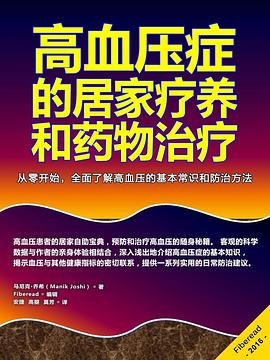 高血压症
的居家疗养
和药物治疗
从零开始，全面了解高血压的基本常识和防治方法
高血压患者的居家自助宝典，预防和治疗高血压的随身秘籍。客观的科学
数据与作者的亲身体验相结合，深入浅出地介绍高血压症的基本知识，
揭示血压与其他健康指标的密切联系，提供一系列实用的日常防治建议。
马尼克·乔希（Manik Joshi）◎著
Fiberead ◎ 编辑
安捷 高翡 莫芳 ◎ 译
Fiberead - 2016